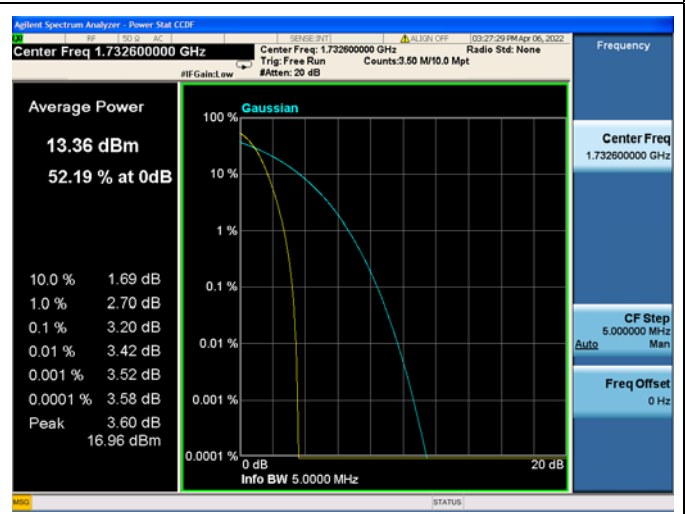 Agilent Spectrum Analyzer - Power Stat CCDF
RF 50 Ω AC SENSE:INT ALIGN OFF 03:27:29 PM Apr 06, 2022
Center Freq 1.732600000 GHz
Center Freq: 1.732600000 GHz Radio Std: None
Trig: Free Run Counts:3.50 M/10.0 Mpt
#IFGain:Low #Atten: 20 dB
Frequency
Average Power
13.36 dBm
52.19 % at 0dB
10.0 % 1.69 dB
1.0 % 2.70 dB
0.1 % 3.20 dB
0.01 % 3.42 dB
0.001 % 3.52 dB
0.0001 % 3.58 dB
Peak 3.60 dB
16.96 dBm
Gaussian
100 %
10 %
1 %
0.1 %
0.01 %
0.001 %
0.0001 %
0 dB 20 dB
Info BW 5.0000 MHz
Center Freq
1.732600000 GHz
CF Step
5.000000 MHz
Auto Man
Freq Offset
0 Hz
MSG STATUS